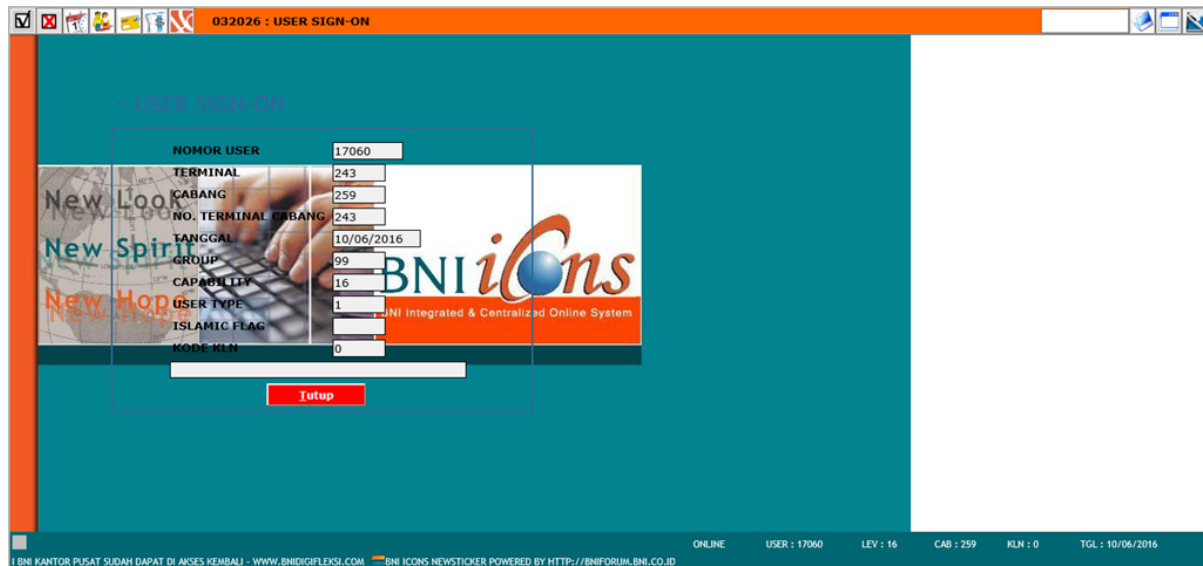 032026 : USER SIGN-ON
USER SIGN-ON
NOMOR USER 17060
TERMINAL 243
CABANG 259
NO. TERMINAL CABANG 243
TANGGAL 10/06/2016
GROUP 99
CAPABILITY 16
USER TYPE 1
ISLAMIC FLAG
KODE KLN 0
Tutup
New Look
New Spirit
New Hope
BNI icons
BNI Integrated & Centralized Online System
ONLINE USER : 17060 LEV : 16 CAB : 259 KLN : 0 TGL : 10/06/2016
I BNI KANTOR PUSAT SUDAH DAPAT DI AKSES KEMBALI - WWW.BNIDIGIFLEKSI.COM BNI ICONS NEWSTICKER POWERED BY HTTP://BNIFORUM.BNI.CO.ID